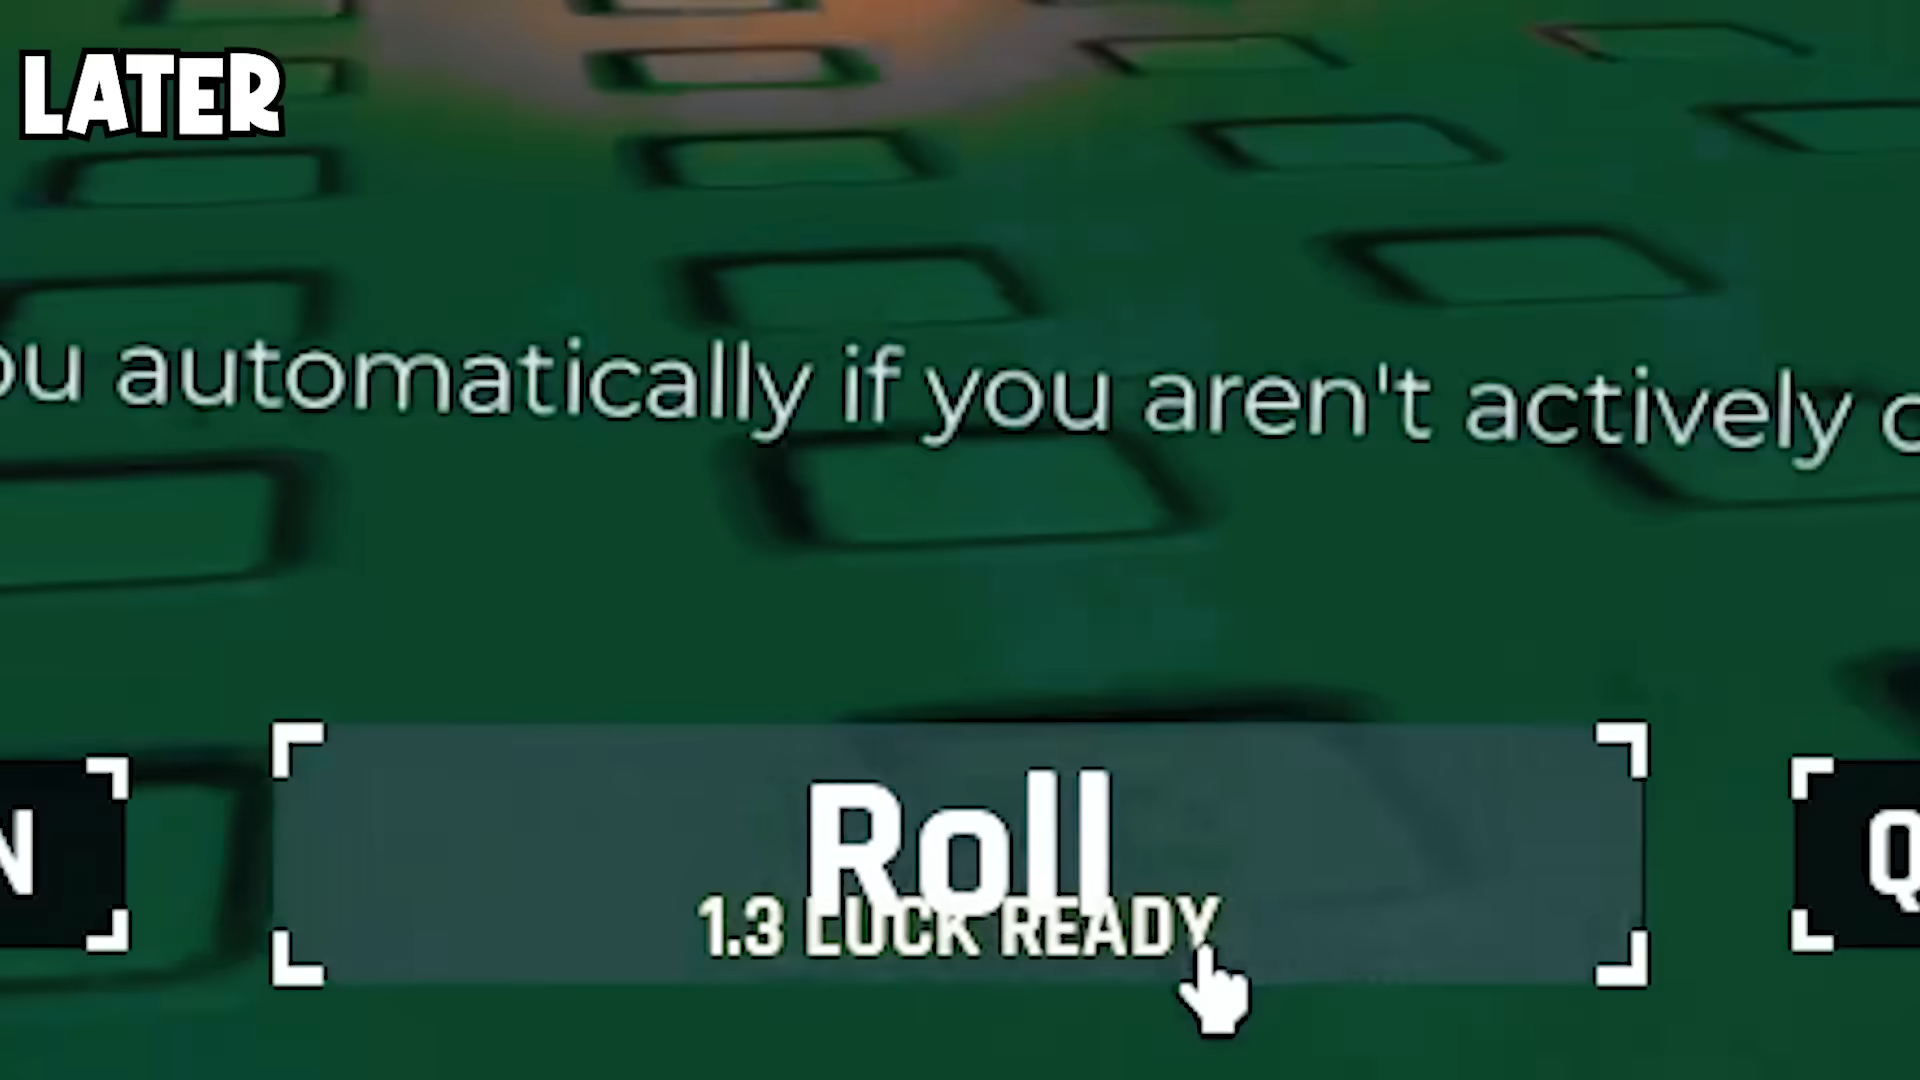 LATER
ou automatically if you aren't actively
Roll
1.3 LUCK READY
N
Q